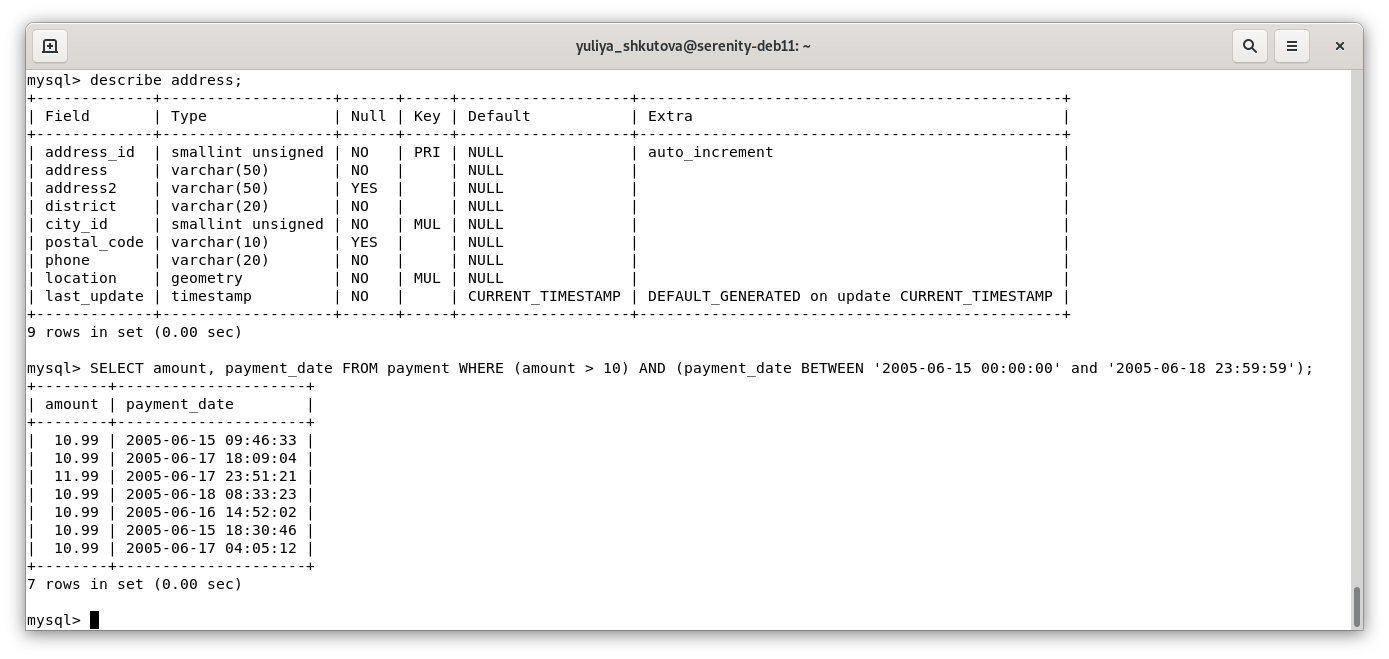 yuliya_shkutova@serenity-deb11: ~
mysql> describe address;
+-------------+-------------------+------+-----+-------------------+-----------------------------------------------+
| Field       | Type              | Null | Key | Default           | Extra                                         |
+-------------+-------------------+------+-----+-------------------+-----------------------------------------------+
| address_id  | smallint unsigned | NO   | PRI | NULL              | auto_increment                                |
| address     | varchar(50)       | NO   |     | NULL              |                                               |
| address2    | varchar(50)       | YES  |     | NULL              |                                               |
| district    | varchar(20)       | NO   |     | NULL              |                                               |
| city_id     | smallint unsigned | NO   | MUL | NULL              |                                               |
| postal_code | varchar(10)       | YES  |     | NULL              |                                               |
| phone       | varchar(20)       | NO   |     | NULL              |                                               |
| location    | geometry          | NO   | MUL | NULL              |                                               |
| last_update | timestamp         | NO   |     | CURRENT_TIMESTAMP | DEFAULT_GENERATED on update CURRENT_TIMESTAMP |
+-------------+-------------------+------+-----+-------------------+-----------------------------------------------+
9 rows in set (0.00 sec)
mysql> SELECT amount, payment_date FROM payment WHERE (amount > 10) AND (payment_date BETWEEN '2005-06-15 00:00:00' and '2005-06-18 23:59:59');
+--------+---------------------+
| amount | payment_date        |
+--------+---------------------+
|  10.99 | 2005-06-15 09:46:33 |
|  10.99 | 2005-06-17 18:09:04 |
|  11.99 | 2005-06-17 23:51:21 |
|  10.99 | 2005-06-18 08:33:23 |
|  10.99 | 2005-06-16 14:52:02 |
|  10.99 | 2005-06-15 18:30:46 |
|  10.99 | 2005-06-17 04:05:12 |
+--------+---------------------+
7 rows in set (0.00 sec)
mysql>